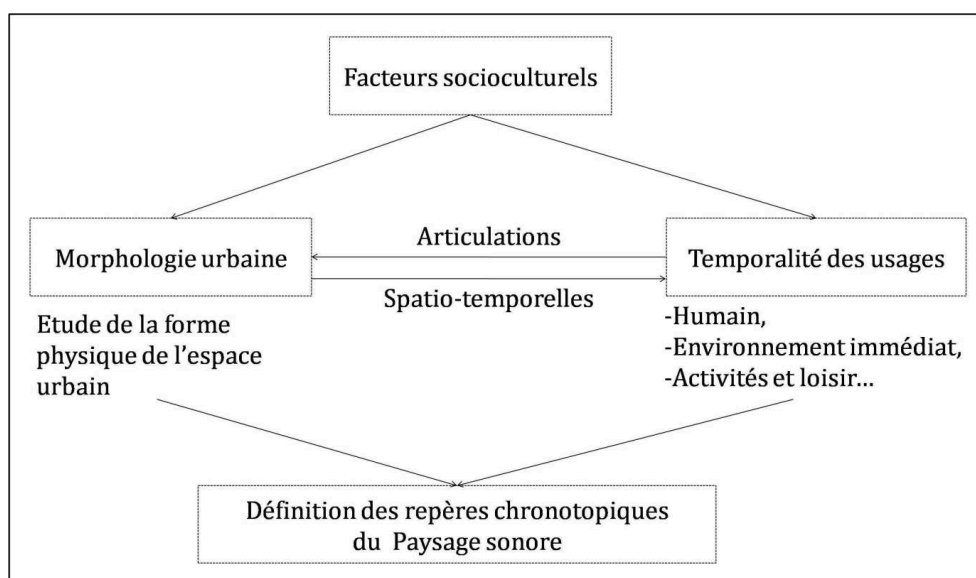 Facteurs socioculturels
Morphologie urbaine
Articulations
Spatio-temporelles
Temporalité des usages
Etude de la forme
physique de l’espace
urbain
-Humain,
-Environnement immédiat,
-Activités et loisir...
Définition des repères chronotopiques
du Paysage sonore